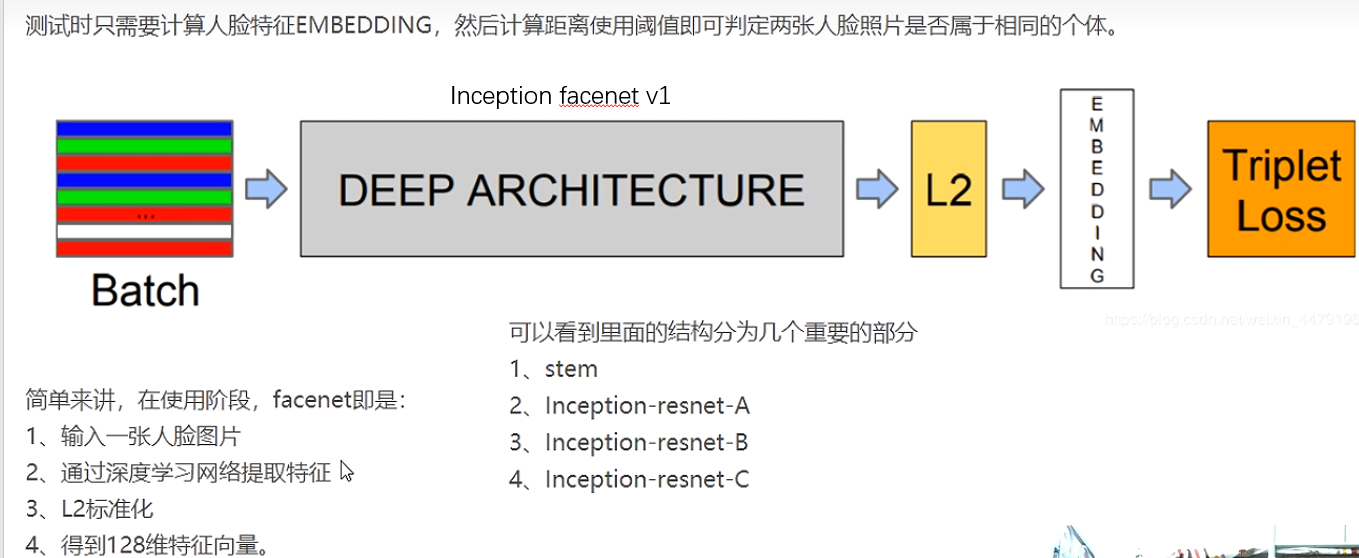 测试时只需要计算人脸特征EMBEDDING，然后计算距离使用阈值即可判定两张人脸照片是否属于相同的个体。
Inception facenet v1
...
DEEP ARCHITECTURE
L2
EMBEDDING
Triplet
Loss
Batch
https://blog.csdn.net/weixin_4479196
可以看到里面的结构分为几个重要的部分
1、stem
2、Inception-resnet-A
3、Inception-resnet-B
4、Inception-resnet-C
简单来讲，在使用阶段，facenet即是：
1、输入一张人脸图片
2、通过深度学习网络提取特征
3、L2标准化
4、得到128维特征向量。